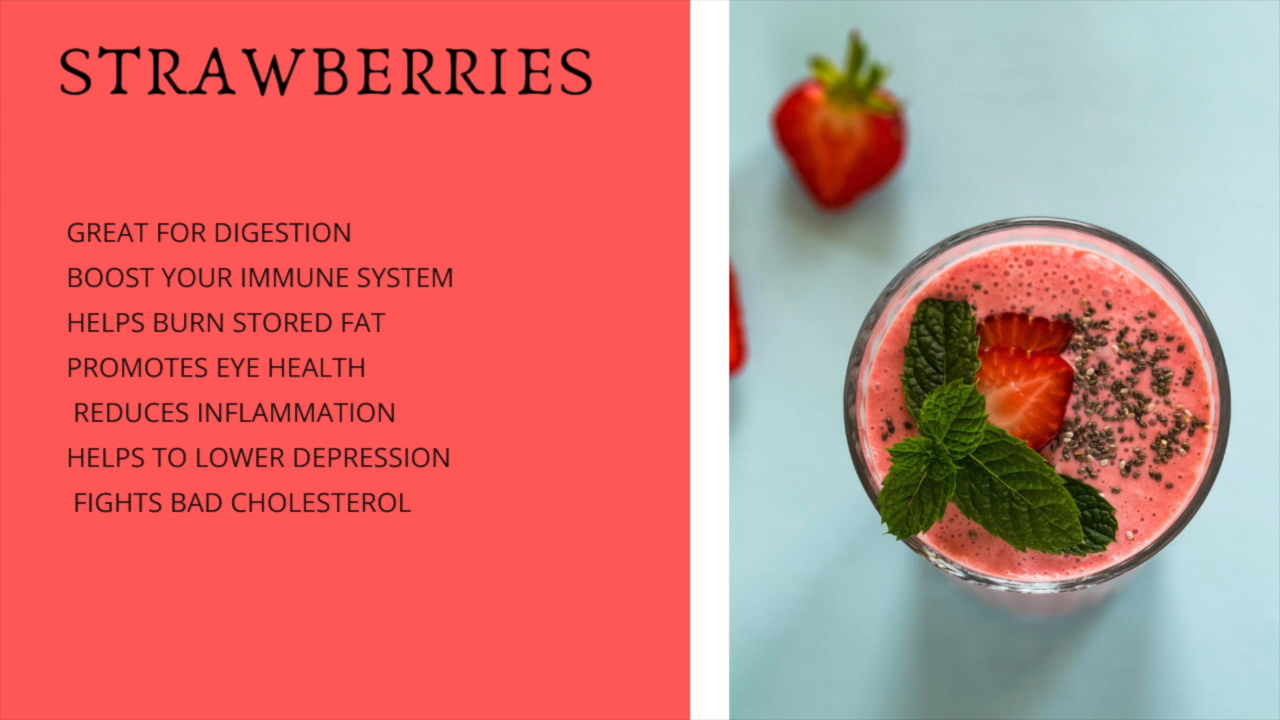 STRAWBERRIES
GREAT FOR DIGESTION
BOOST YOUR IMMUNE SYSTEM
HELPS BURN STORED FAT
PROMOTES EYE HEALTH
REDUCES INFLAMMATION
HELPS TO LOWER DEPRESSION
FIGHTS BAD CHOLESTEROL